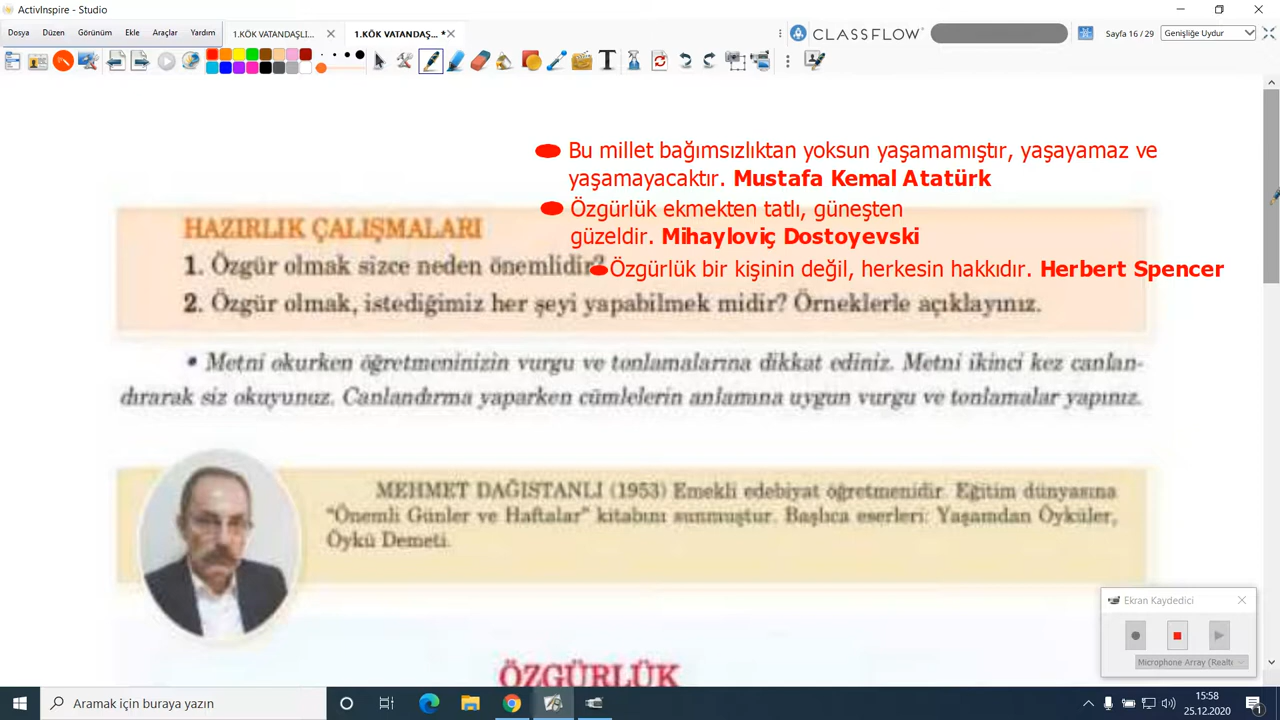 ActivInspire - Studio
Dosya Düzen Görünüm Ekle Araçlar Yardım
1.KÖK VATANDAŞLI...
1.KÖK VATANDAŞ... *
CLASSFLOW
Sayfa 16 / 29
Genişliğe Uydur
Bu millet bağımsızlıktan yoksun yaşamamıştır, yaşayamaz ve
yaşamayacaktır. Mustafa Kemal Atatürk
Özgürlük ekmekten tatlı, güneşten
güzeldir. Mihayloviç Dostoyevski
Özgürlük bir kişinin değil, herkesin hakkıdır. Herbert Spencer
HAZIRLIK ÇALIŞMALARI
1. Özgür olmak sizce neden önemlidir?
2. Özgür olmak, istediğimiz her şeyi yapabilmek midir? Örneklerle açıklayınız.
• Metni okurken öğretmeninizin vurgu ve tonlamalarına dikkat ediniz. Metni ikinci kez canlan-
dırarak siz okuyunuz. Canlandırma yaparken cümlelerin anlamına uygun vurgu ve tonlamalar yapınız.
MEHMET DAĞISTANLI (1953) Emekli edebiyat öğretmenidir. Eğitim dünyasına
“Önemli Günler ve Haftalar” kitabını sunmuştur. Başlıca eserleri: Yaşamdan Öyküler,
Öykü Demeti.
ÖZGÜRLÜK
Ekran Kaydedici
Microphone Array (Realte
Aramak için buraya yazın
15:58
25.12.2020
1